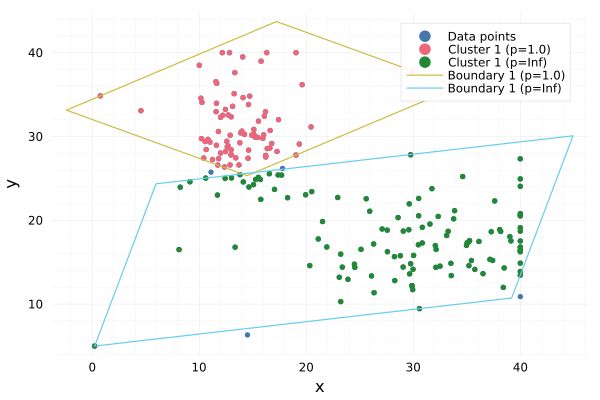 Data points
Cluster 1 (p=1.0)
Cluster 1 (p=Inf)
Boundary 1 (p=1.0)
Boundary 1 (p=Inf)
40
30
20
10
y
0
10
20
30
40
x